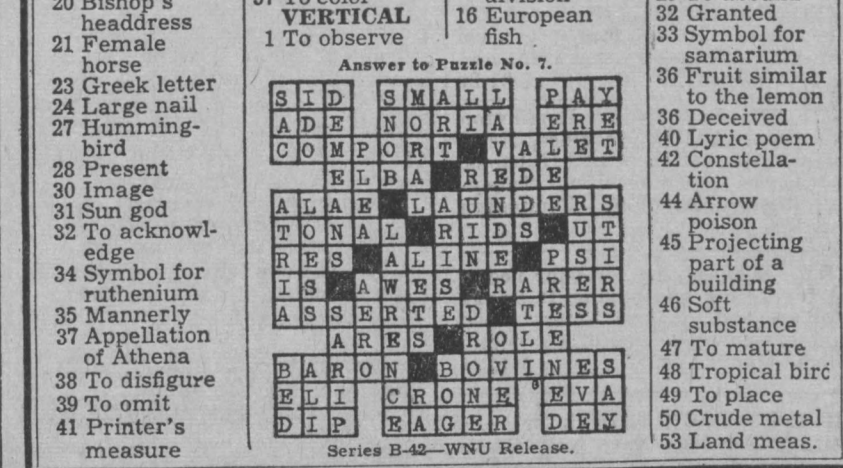 20 Bishop's
headdress
21 Female
horse
23 Greek letter
24 Large nail
27 Humming-
bird
28 Present
30 Image
31 Sun god
32 To acknowl-
edge
34 Symbol for
ruthenium
35 Mannerly
37 Appellation
of Athena
38 To disfigure
39 To omit
41 Printer's
measure
VERTICAL
1 To observe
16 European
fish
Answer to Puzzle No. 7.
SID SMALL PAY
ADE NORIA ERE
COMPORT VALET
ELBA REDE
ALAE LAUNDERS
TONAL RIDS UT
RES ALINE PSI
IS AWES RARER
ASSERTED TESS
ARES ROLE
BARON BOVINES
ELI CRONE EVA
DIP EAGER DEY
Series B-42—WNU Release.
32 Granted
33 Symbol for
samarium
36 Fruit similar
to the lemon
36 Deceived
40 Lyric poem
42 Constella-
tion
44 Arrow
poison
45 Projecting
part of a
building
46 Soft
substance
47 To mature
48 Tropical bird
49 To place
50 Crude metal
53 Land meas.